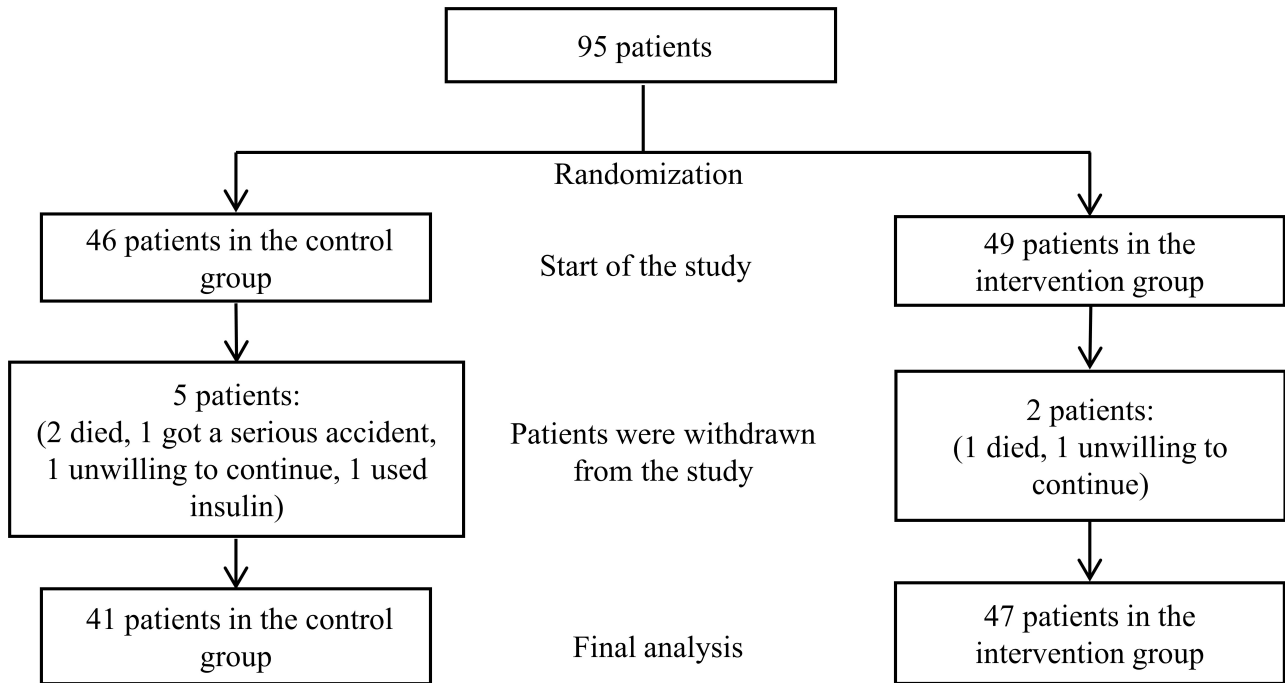 95 patients
Randomization
46 patients in the control
group
Start of the study
49 patients in the
intervention group
5 patients:
(2 died, 1 got a serious accident,
1 unwilling to continue, 1 used
insulin)
Patients were withdrawn
from the study
2 patients:
(1 died, 1 unwilling to
continue)
41 patients in the control
group
Final analysis
47 patients in the
intervention group